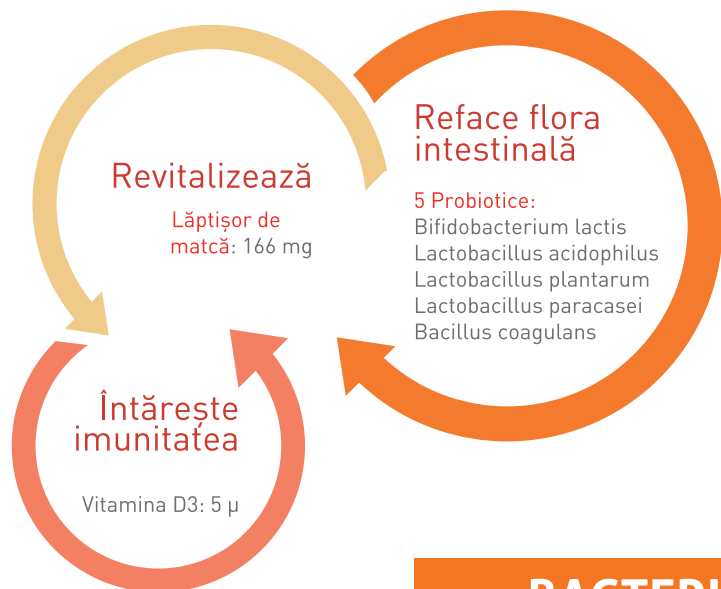 Reface flora
intestinală
5 Probiotice:
Bifidobacterium lactis
Lactobacillus acidophilus
Lactobacillus plantarum
Lactobacillus paracasei
Bacillus coagulans
Revitalizează
Lăptișor de
matcă: 166 mg
Întărește
imunitatea
Vitamina D3: 5 µ